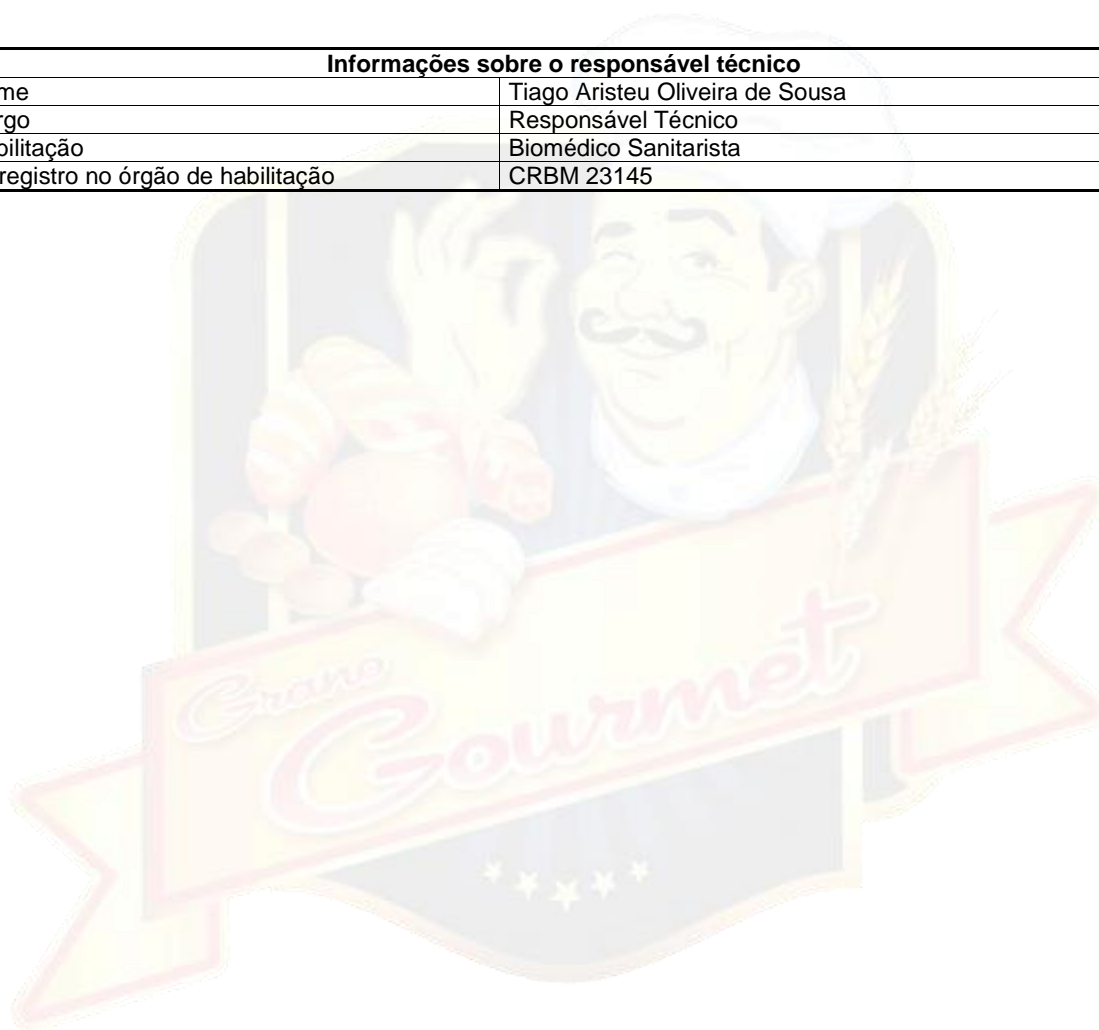 Informações sobre o responsável técnico
me Tiago Aristeu Oliveira de Sousa
rgo Responsável Técnico
bilitação Biomédico Sanitarista
registro no órgão de habilitação CRBM 23145
Grano
Gourmet